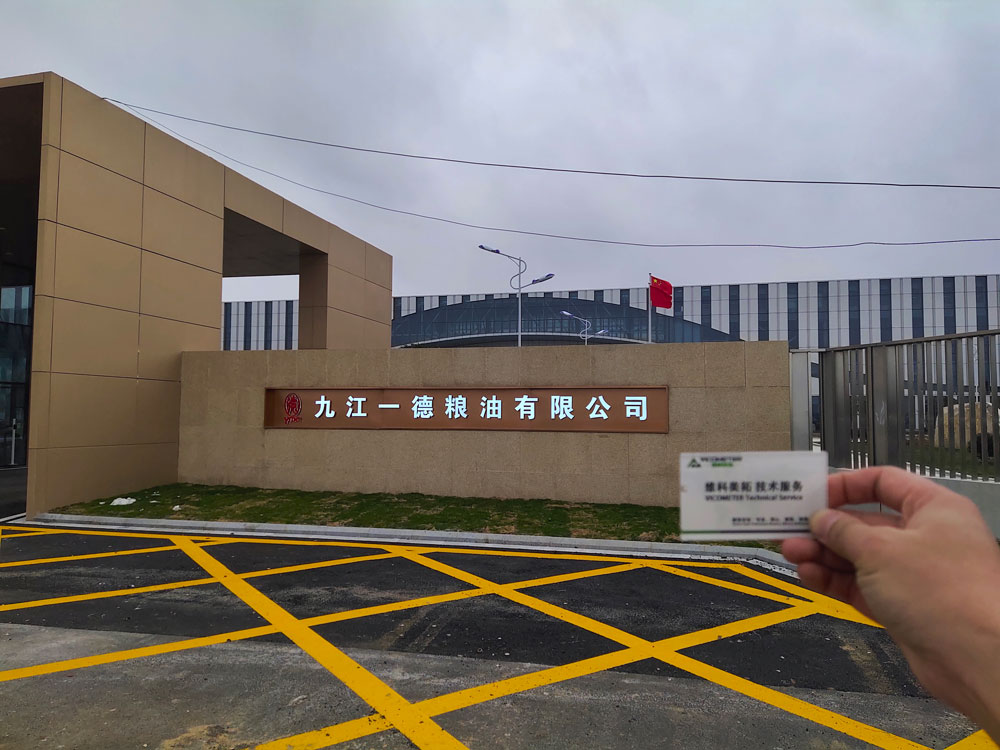 九江一德粮油有限公司
VICOMETER
维科美拓 技术服务
VICOMETER Technical Service